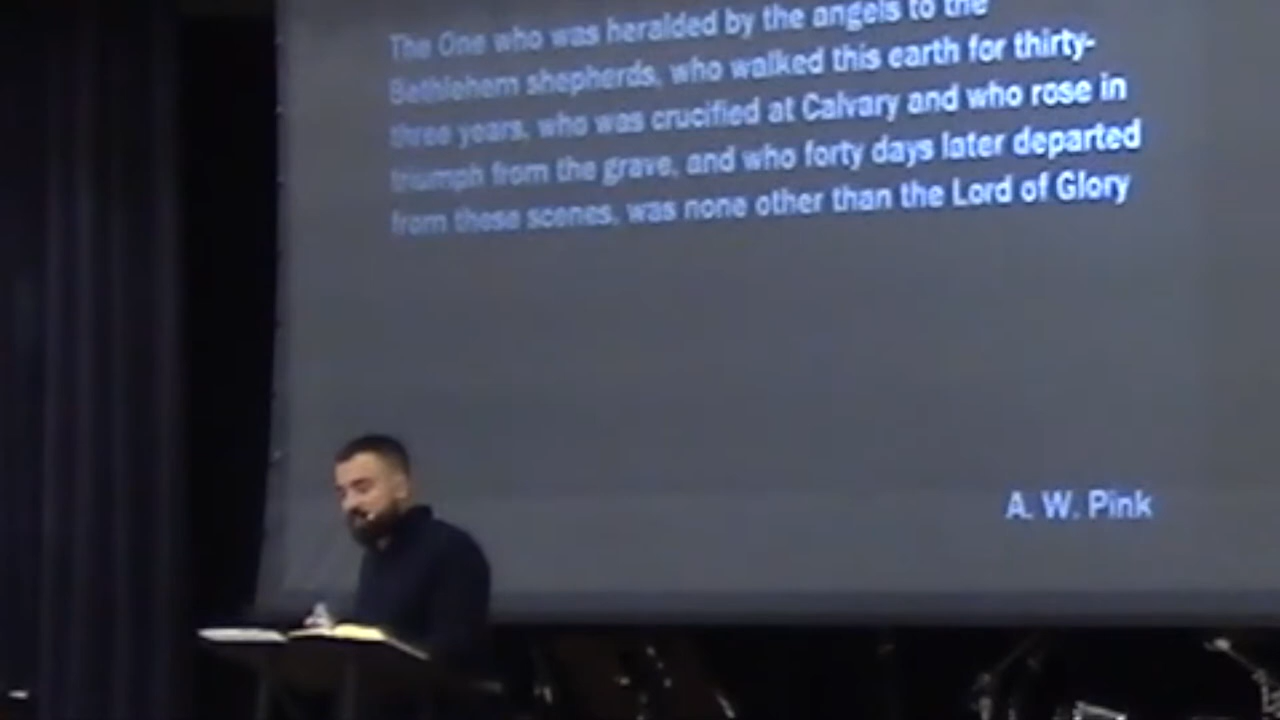 The One who was heralded by the angels to the
Bethlehem shepherds, who walked this earth for thirty-
three years, who was crucified at Calvary and who rose in
triumph from the grave, and who forty days later departed
from these scenes, was none other than the Lord of Glory
A. W. Pink